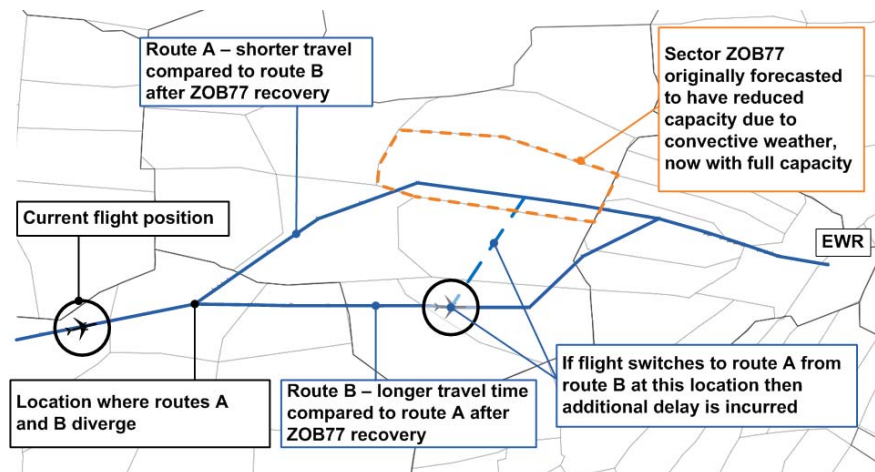 Route A – shorter travel
compared to route B
after ZOB77 recovery
Sector ZOB77
originally forecasted
to have reduced
capacity due to
convective weather,
now with full capacity
Current flight position
EWR
Location where routes A
and B diverge
Route B – longer travel time
compared to route A after
ZOB77 recovery
If flight switches to route A from
route B at this location then
additional delay is incurred